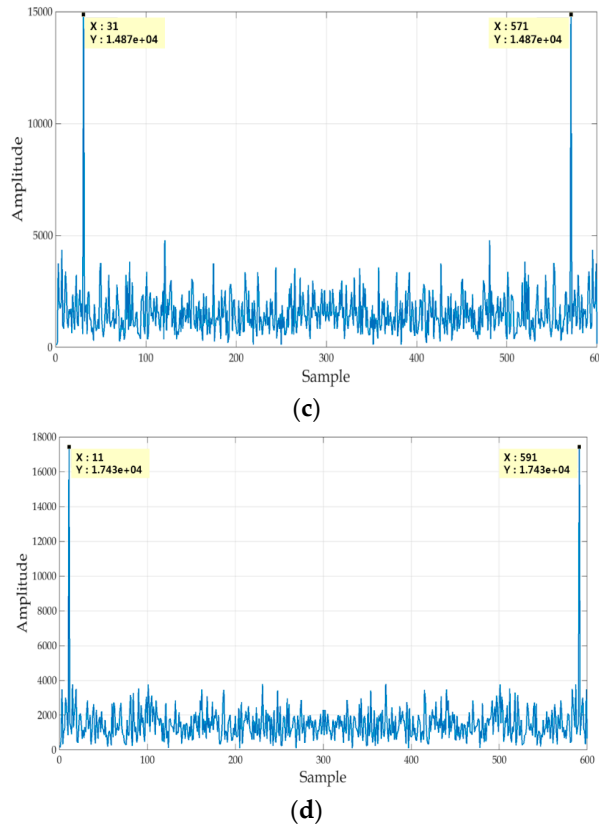 15000
X : 31
Y : 1.487e+04
X : 571
Y : 1.487e+04
10000
Amplitude
5000
0
0 100 200 300 400 500 600
Sample
(c)
18000
X : 11
Y : 1.743e+04
X : 591
Y : 1.743e+04
16000
14000
12000
10000
Amplitude
8000
6000
4000
2000
0
0 100 200 300 400 500 600
Sample
(d)